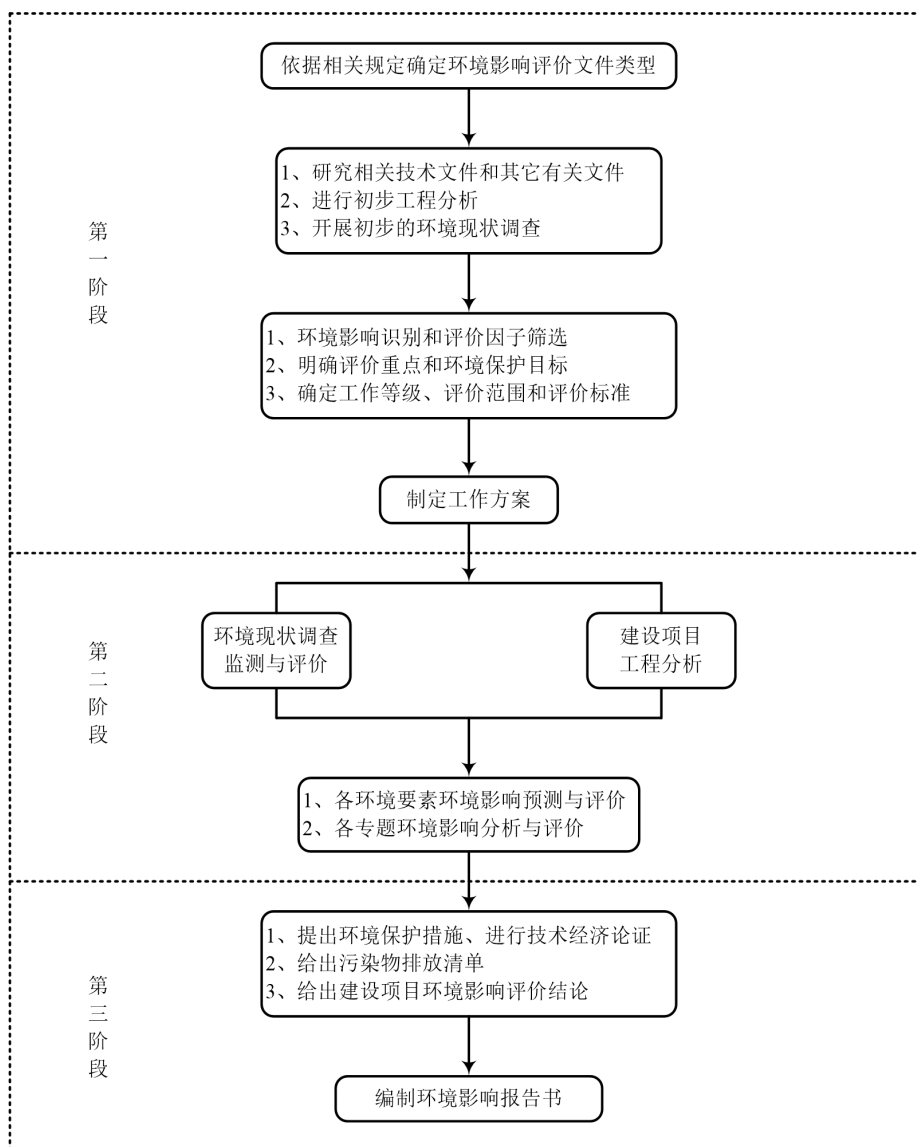 依据相关规定确定环境影响评价文件类型
1、研究相关技术文件和其它有关文件
2、进行初步工程分析
3、开展初步的环境现状调查
第一阶段
1、环境影响识别和评价因子筛选
2、明确评价重点和环境保护目标
3、确定工作等级、评价范围和评价标准
制定工作方案
第二阶段
环境现状调查
监测与评价
建设项目
工程分析
1、各环境要素环境影响预测与评价
2、各专题环境影响分析与评价
第三阶段
1、提出环境保护措施、进行技术经济论证
2、给出污染物排放清单
3、给出建设项目环境影响评价结论
编制环境影响报告书